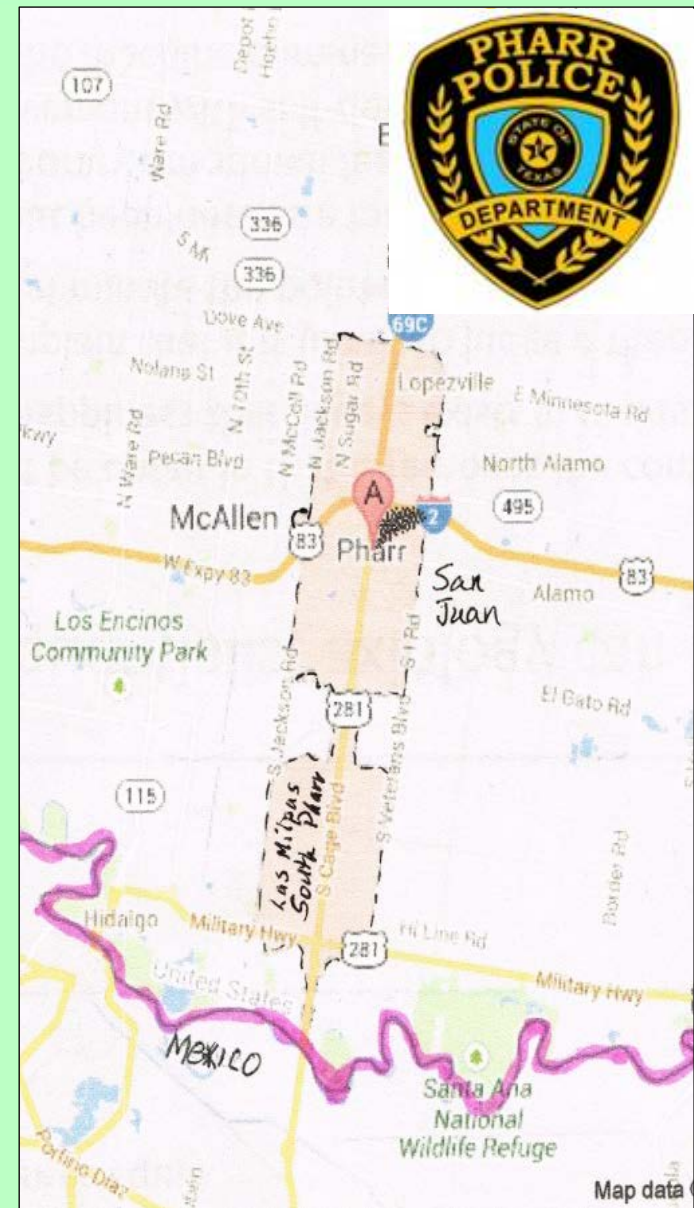 PHARR
POLICE
STATE OF
TEXAS
DEPARTMENT
107
Ware Rd
Depot
336
336
Dove Ave
69C
Nolana St
N 10th St
N McColl Rd
N Jackson Rd
N Sugar Rd
Lopezville
E Minnesota Rd
N Ware Rd
Pecan Blvd
North Alamo
A
McAllen
495
83
2
Pharr
W Expy 83
San
Juan
83
Alamo
Los Encinos
Community Park
S Jackson Rd
S I Rd
El Gato Rd
281
S Veterans Blvd
115
Las Milpas
South Pharr
S Cage Blvd
Border Rd
Hidalgo
Military Hwy
281
Hi Line Rd
United States
Military Hwy
MEXICO
Santa Ana
National
Wildlife Refuge
Porfirio Diaz
Map data